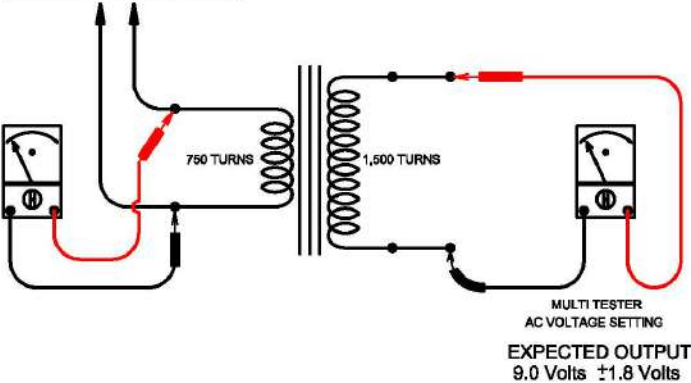 750 TURNS
1,500 TURNS
MULTI TESTER
AC VOLTAGE SETTING
EXPECTED OUTPUT
9.0 Volts ±1.8 Volts